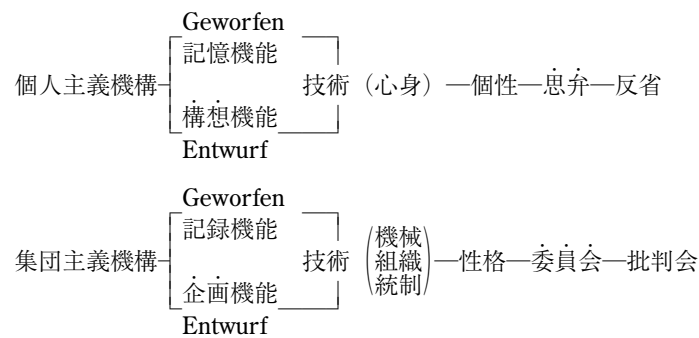 Geworfen
記憶機能
個人主義機構 技術(心身)—個性—思弁—反省
構想機能
Entwurf
Geworfen
記録機能
集団主義機構 技術(機械 組織 統制)—性格—委員会—批判会
企画機能
Entwurf